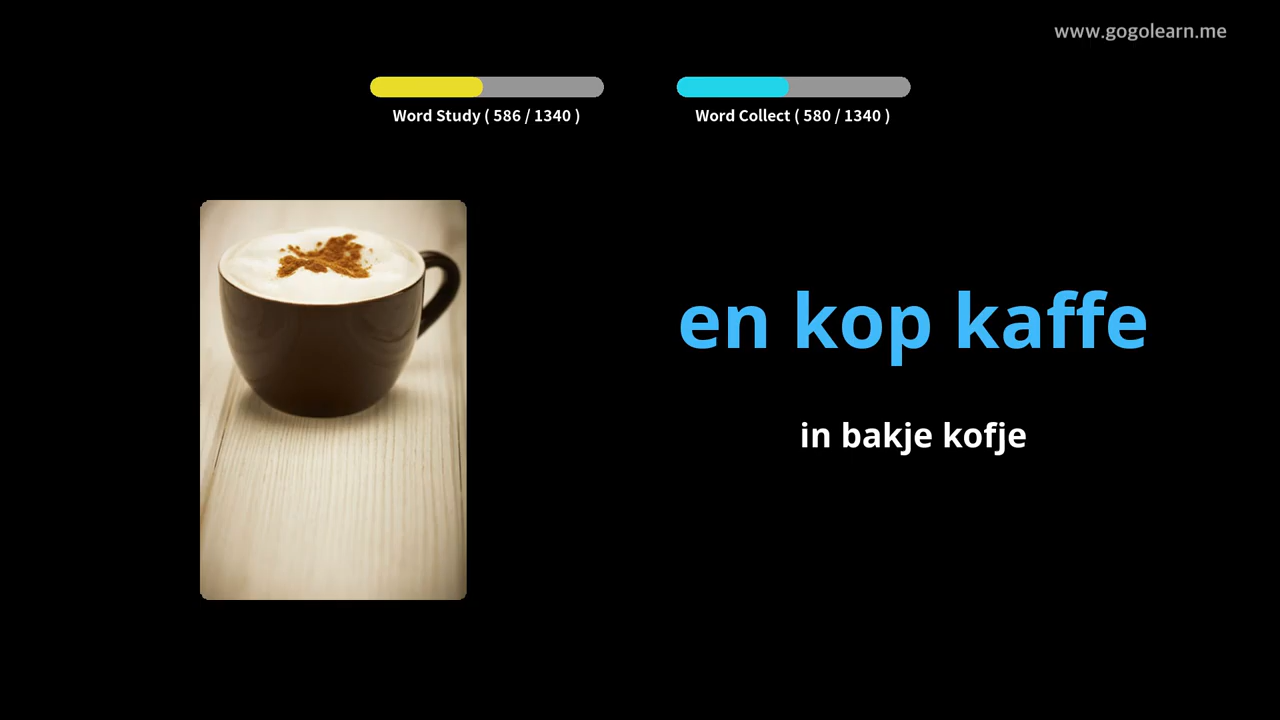 www.gogolearn.me
Word Study ( 586 / 1340 )
Word Collect ( 580 / 1340 )
en kop kaffe
in bakje kofje